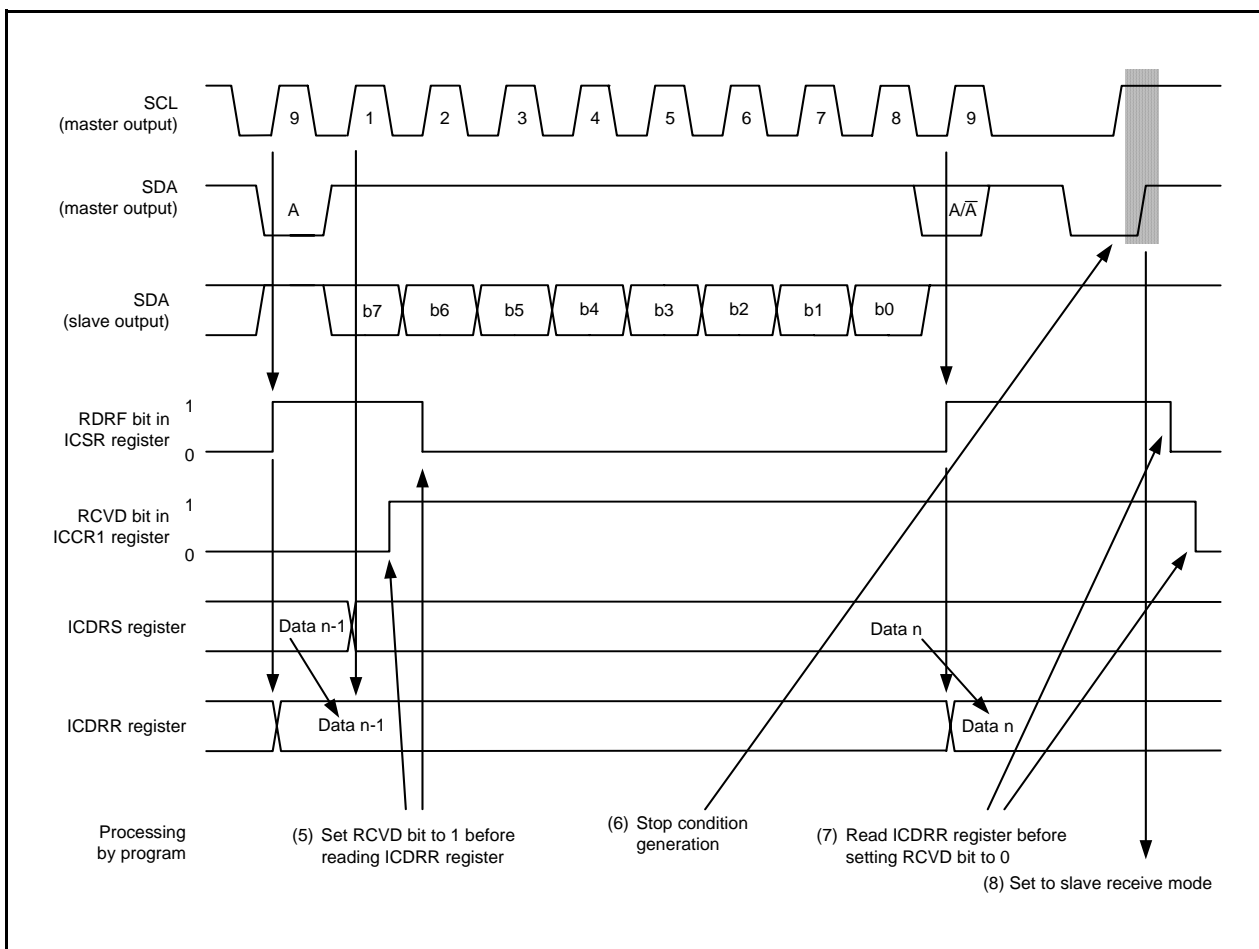 SCL
(master output)
9 1 2 3 4 5 6 7 8 9
SDA
(master output)
A A/A̅
SDA
(slave output)
b7 b6 b5 b4 b3 b2 b1 b0
RDRF bit in
ICSR register
1
0
RCVD bit in
ICCR1 register
1
0
ICDRS register
Data n-1 Data n
ICDRR register
Data n-1 Data n
Processing
by program
(5) Set RCVD bit to 1 before
reading ICDRR register
(6) Stop condition
generation
(7) Read ICDRR register before
setting RCVD bit to 0
(8) Set to slave receive mode